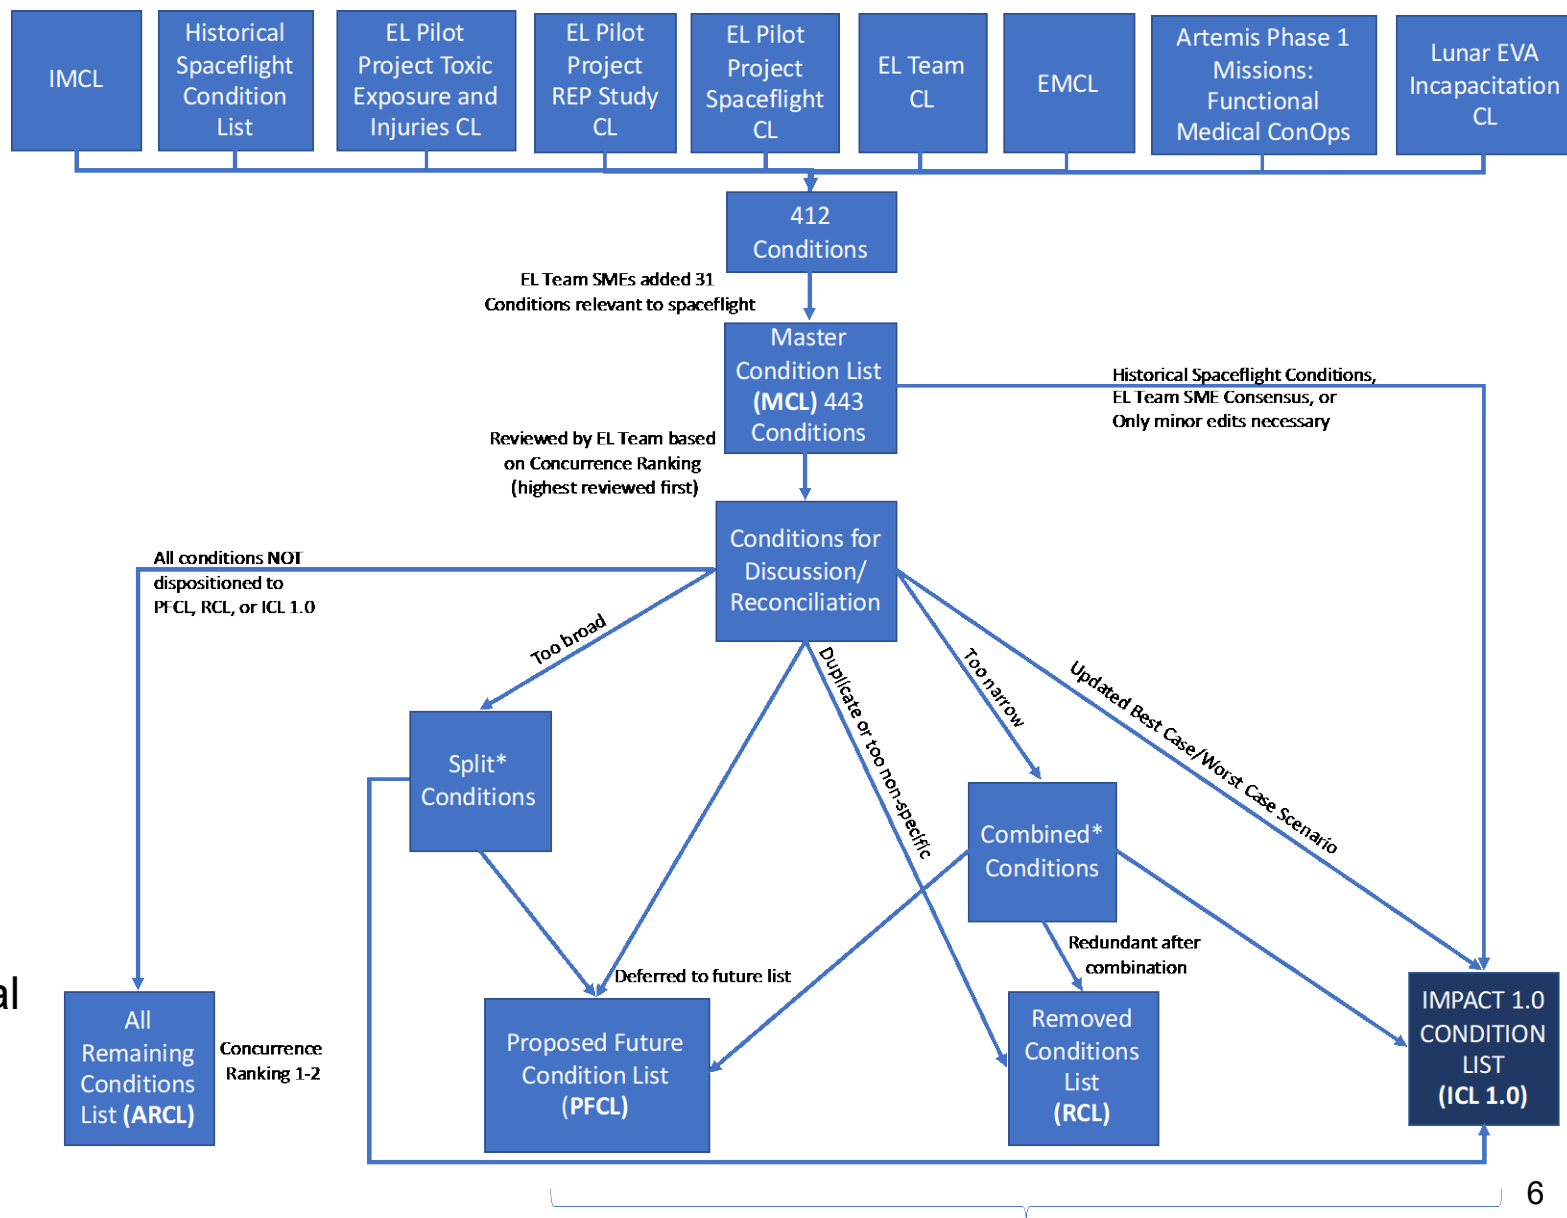 IMCL
Historical
Spaceflight
Condition
List
EL Pilot
Project Toxic
Exposure and
Injuries CL
EL Pilot
Project
REP Study
CL
EL Pilot
Project
Spaceflight
CL
EL Team
CL
EMCL
Artemis Phase 1
Missions:
Functional
Medical ConOps
Lunar EVA
Incapacitation
CL
412
Conditions
EL Team SMEs added 31
Conditions relevant to spaceflight
Master
Condition List
(MCL) 443
Conditions
Historical Spaceflight Conditions,
EL Team SME Consensus, or
Only minor edits necessary
Reviewed by EL Team based
on Concurrence Ranking
(highest reviewed first)
Conditions for
Discussion/
Reconciliation
All conditions NOT
dispositioned to
PFCL, RCL, or ICL 1.0
Too broad
Duplicate or too non-specific
Too narrow
Updated Best Case/Worst Case Scenario
Split*
Conditions
Combined*
Conditions
Redundant after
combination
Deferred to future list
al
All
Remaining
Conditions
List (ARCL)
Concurrence
Ranking 1-2
Proposed Future
Condition List
(PFCL)
Removed
Conditions
List
(RCL)
IMPACT 1.0
CONDITION
LIST
(ICL 1.0)
6